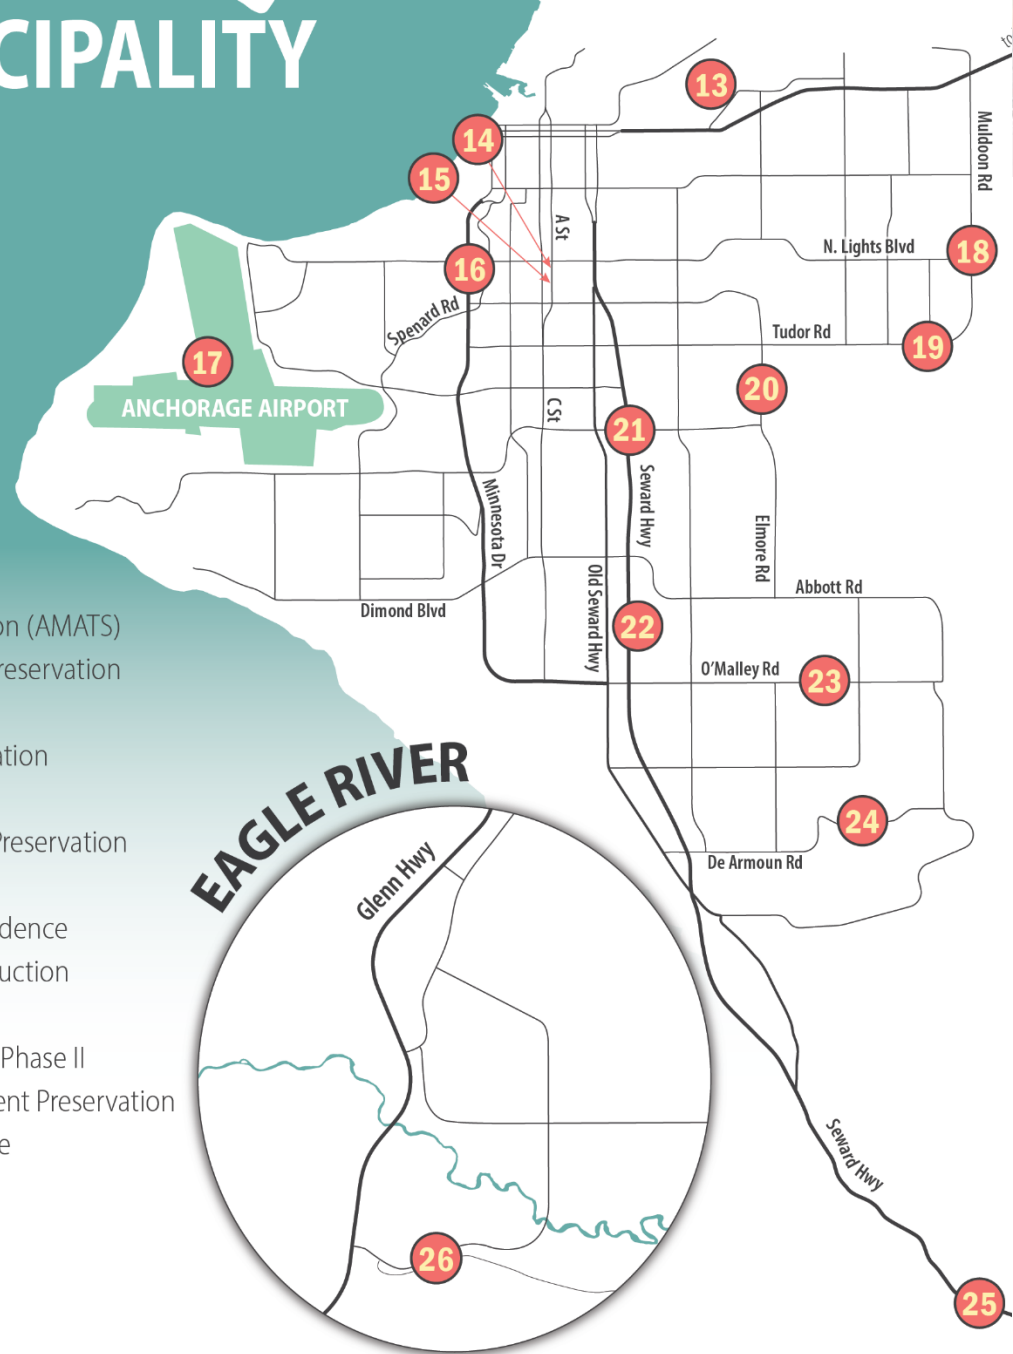 CIPALITY
to
13
Muldoon Rd
14
15
A St
N. Lights Blvd
18
16
Spenard Rd
Tudor Rd
19
17
20
ANCHORAGE AIRPORT
C St
21
Minnesota Dr
Seward Hwy
Elmore Rd
Old Seward Hwy
Abbott Rd
Dimond Blvd
22
O'Malley Rd
23
24
De Armoun Rd
on (AMATS)
reservation
ation
Preservation
dence
uction
Phase II
ent Preservation
e
EAGLE RIVER
Glenn Hwy
26
Seward Hwy
25